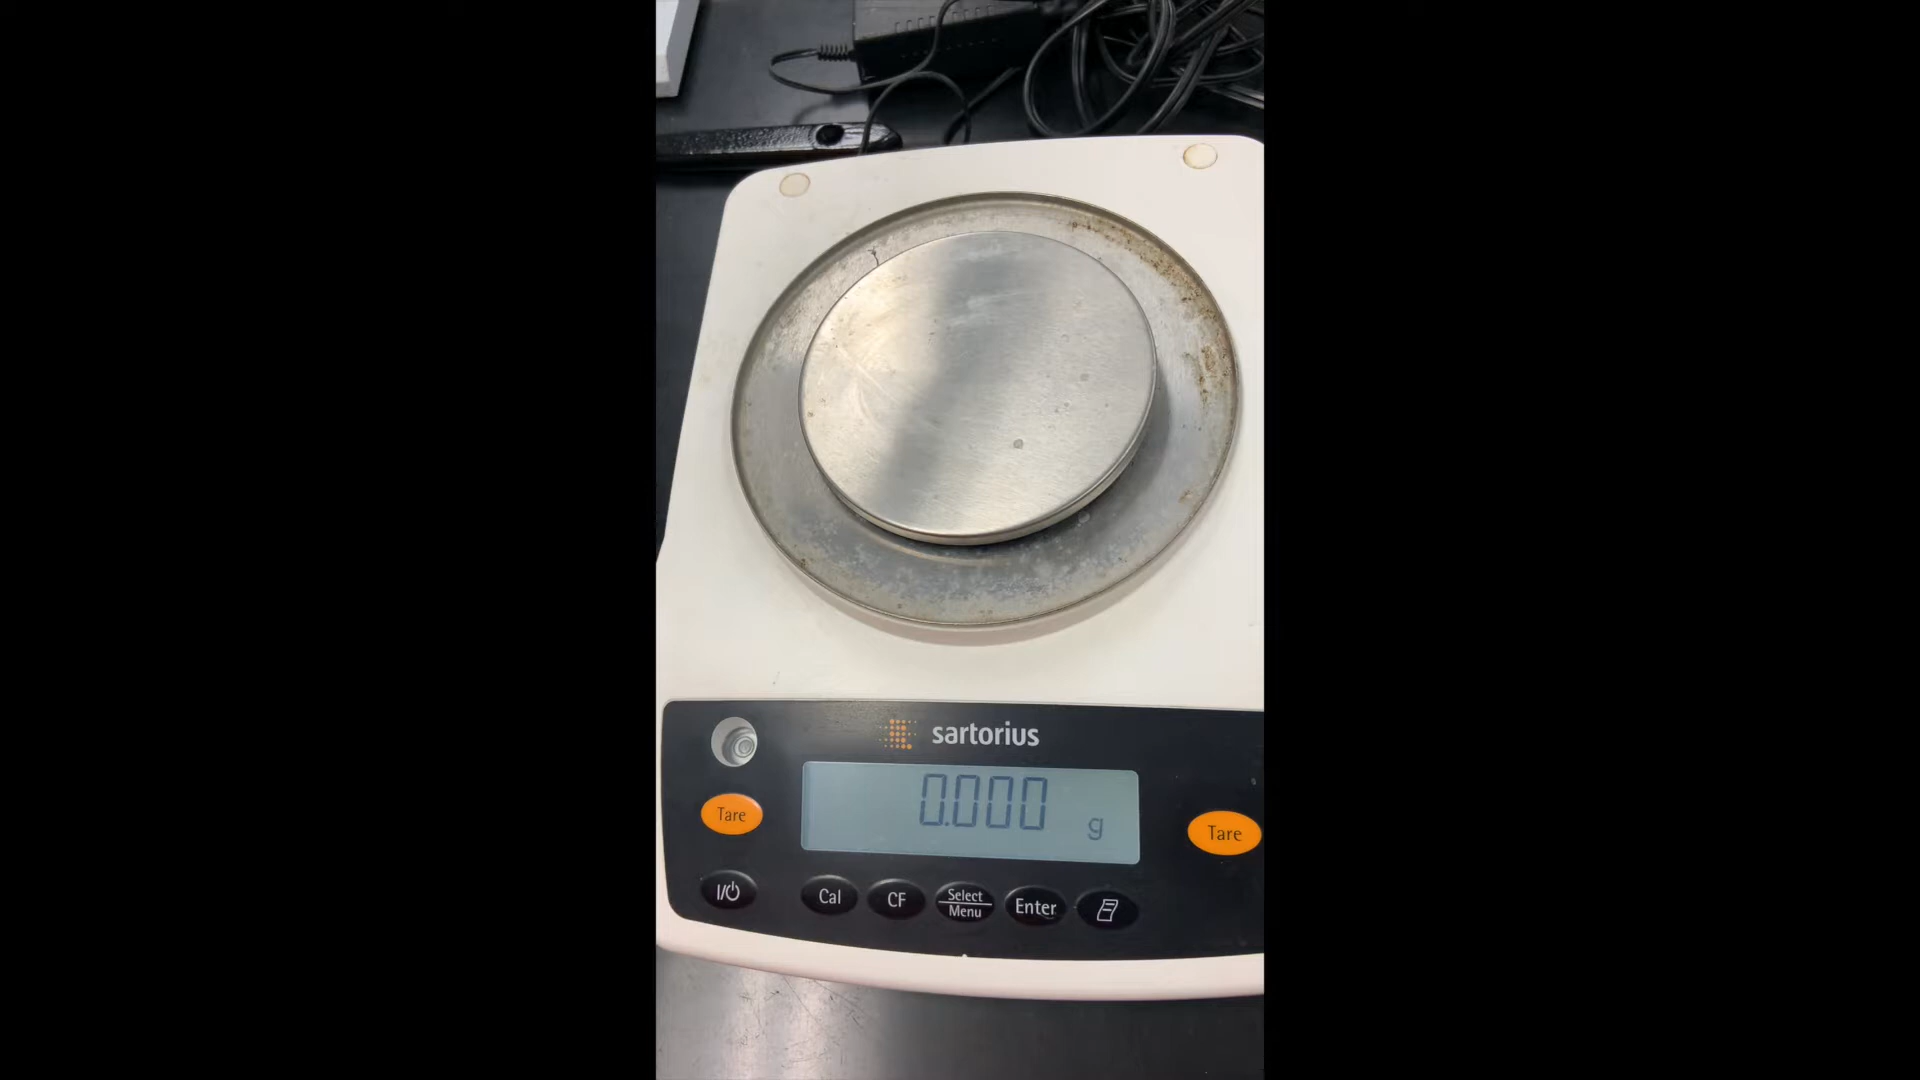 sartorius
0.000 g
Tare
Tare
I/⏻
Cal
CF
Select
Menu
Enter